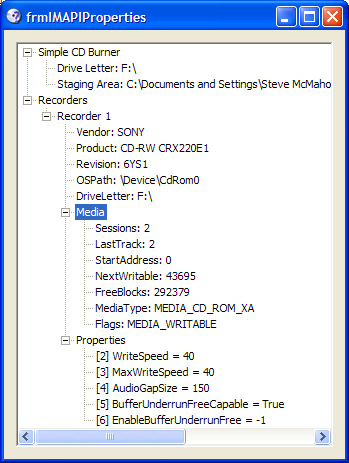 frmIMAPIProperties
Simple CD Burner
Drive Letter: F:\
Staging Area: C:\Documents and Settings\Steve McMaho
Recorders
Recorder 1
Vendor: SONY
Product: CD-RW CRX220E1
Revision: 6YS1
OSPath: \Device\CdRom0
DriveLetter: F:\
Media
Sessions: 2
LastTrack: 2
StartAddress: 0
NextWritable: 43695
FreeBlocks: 292379
MediaType: MEDIA_CD_ROM_XA
Flags: MEDIA_WRITABLE
Properties
[2] WriteSpeed = 40
[3] MaxWriteSpeed = 40
[4] AudioGapSize = 150
[5] BufferUnderrunFreeCapable = True
[6] EnableBufferUnderrunFree = -1